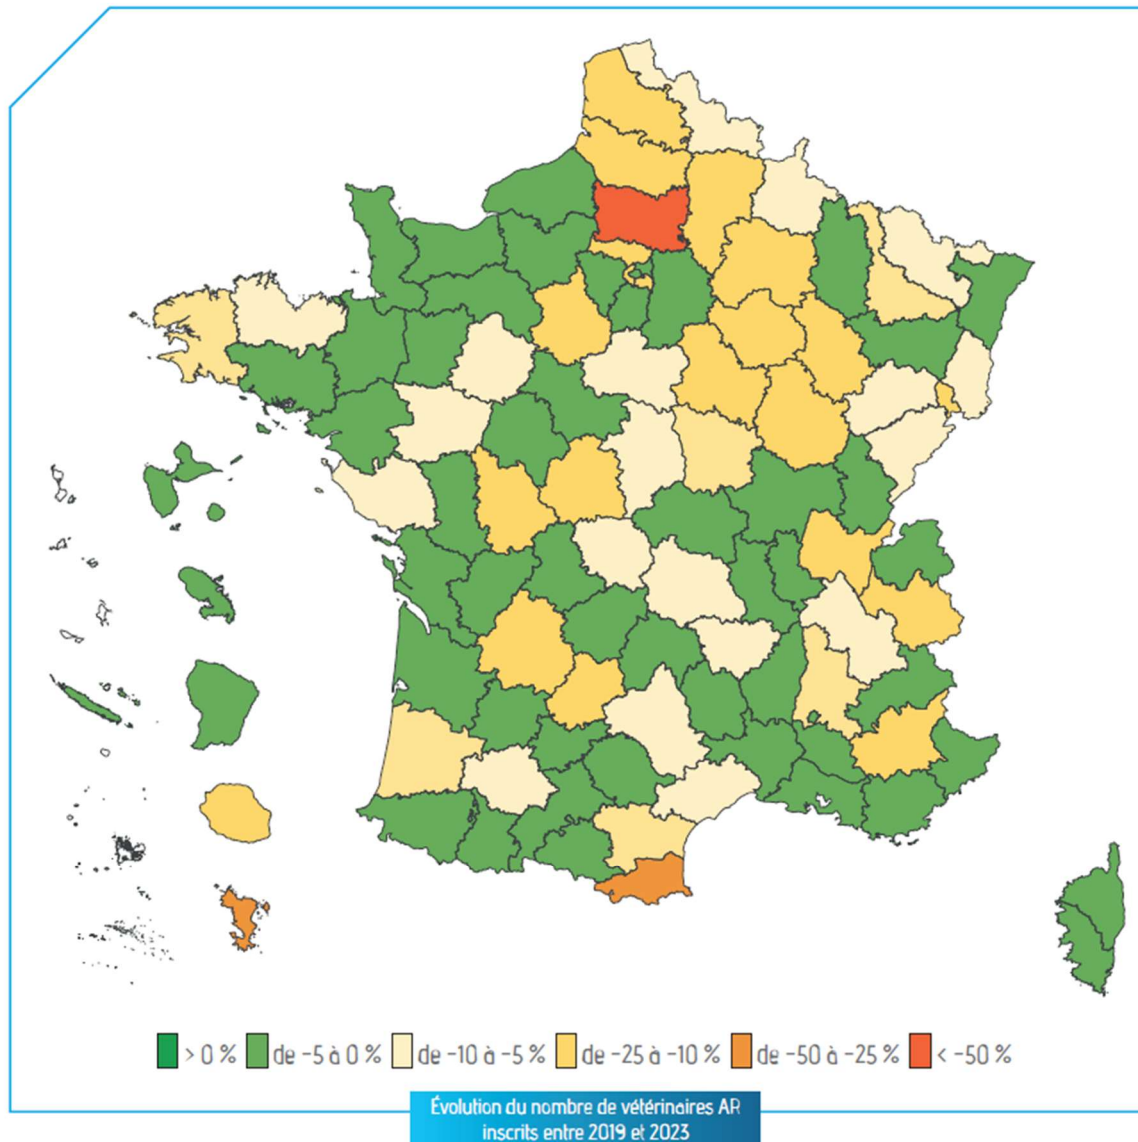 > 0 % de -5 à 0 % de -10 à -5 % de -25 à -10 % de -50 à -25 % < -50 %
Évolution du nombre de vétérinaires AR
inscrits entre 2019 et 2023